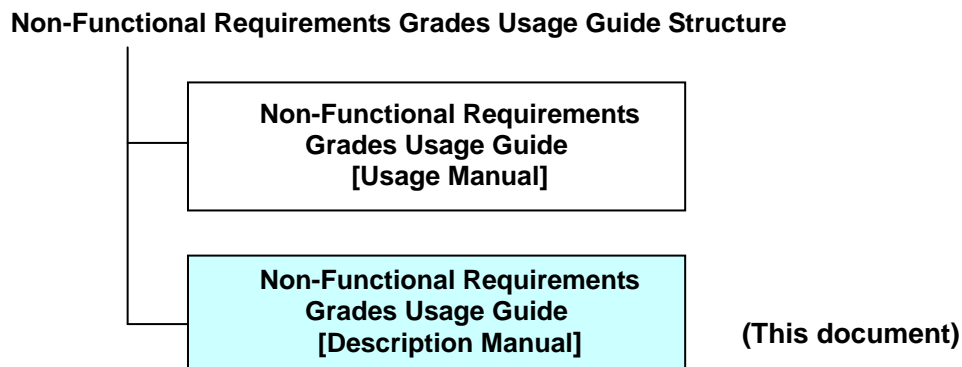 Non-Functional Requirements Grades Usage Guide Structure
Non-Functional Requirements
Grades Usage Guide
[Usage Manual]
Non-Functional Requirements
Grades Usage Guide
[Description Manual]
(This document)